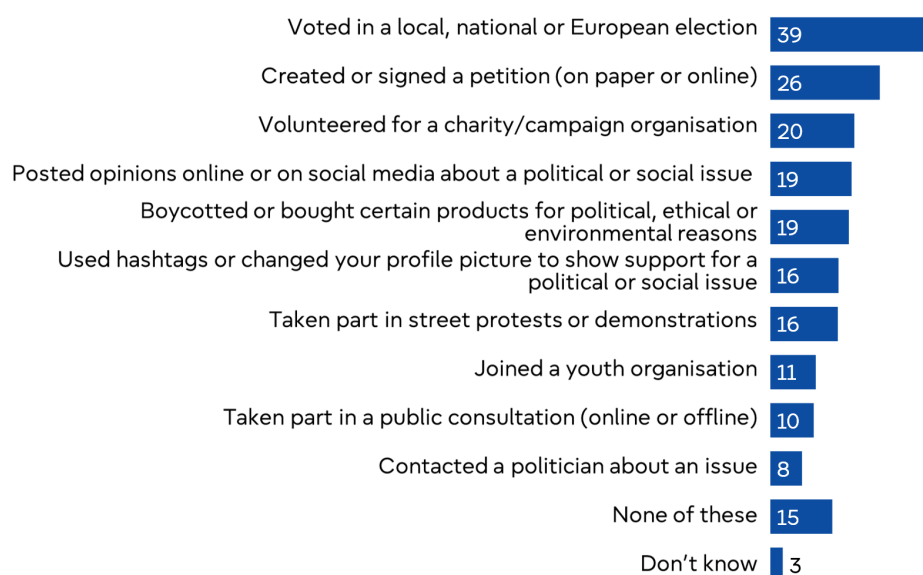 Voted in a local, national or European election 39
Created or signed a petition (on paper or online) 26
Volunteered for a charity/campaign organisation 20
Posted opinions online or on social media about a political or social issue 19
Boycotted or bought certain products for political, ethical or
environmental reasons 19
Used hashtags or changed your profile picture to show support for a
political or social issue 16
Taken part in street protests or demonstrations 16
Joined a youth organisation 11
Taken part in a public consultation (online or offline) 10
Contacted a politician about an issue 8
None of these 15
Don't know 3